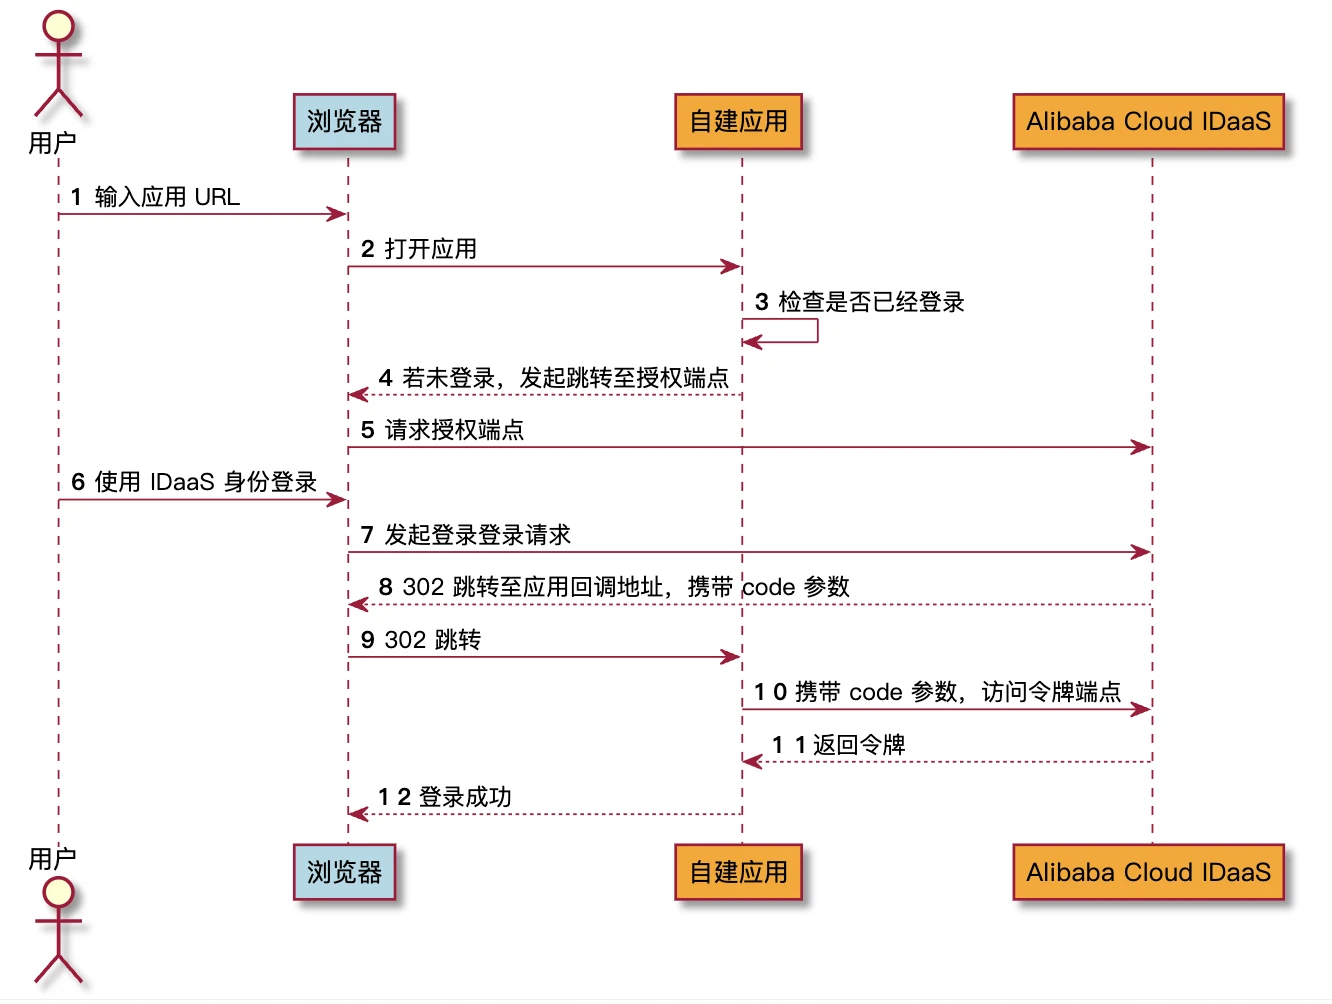 用户
浏览器
自建应用
Alibaba Cloud IDaaS
1 输入应用 URL
2 打开应用
3 检查是否已经登录
4 若未登录，发起跳转至授权端点
5 请求授权端点
6 使用 IDaaS 身份登录
7 发起登录登录请求
8 302 跳转至应用回调地址，携带 code 参数
9 302 跳转
10 携带 code 参数，访问令牌端点
11 返回令牌
12 登录成功
用户
浏览器
自建应用
Alibaba Cloud IDaaS